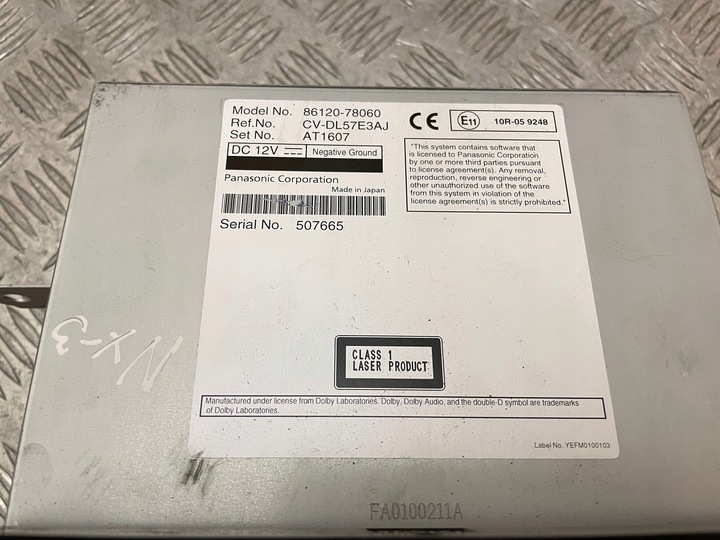 Model No. 86120-78060
Ref.No. CV-DL57E3AJ
Set No. AT1607
DC 12V Negative Ground
Panasonic Corporation
Made in Japan
Serial No. 507665
CE E11 10R-05 9248
"This system contains software that
is licensed to Panasonic Corporation
by one or more third parties pursuant
to license agreement(s). Any removal,
reproduction, reverse engineering or
other unauthorized use of the software
from this system in violation of the
license agreement(s) is strictly prohibited."
NX-3
CLASS 1
LASER PRODUCT
Manufactured under license from Dolby Laboratories. Dolby, Dolby Audio, and the double-D symbol are trademarks
of Dolby Laboratories.
Label No. YEFM0100103
FA0100211A